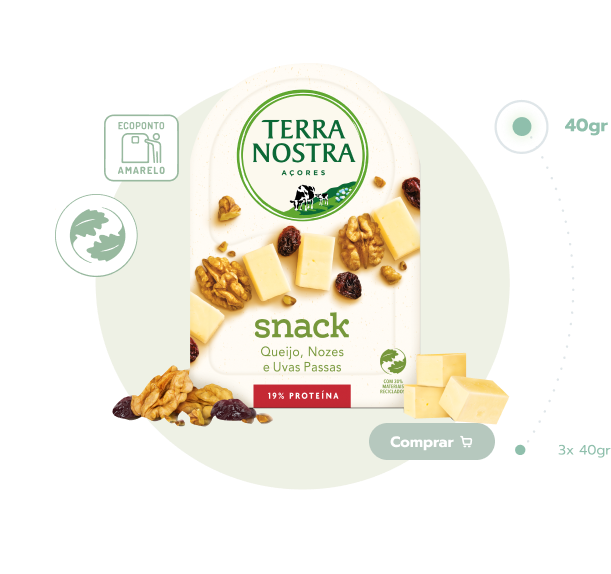 ECOPONTO
AMARELO
TERRA
NOSTRA
AÇORES
snack
Queijo, Nozes
e Uvas Passas
19% PROTEÍNA
COM 30%
MATERIAIS
RECICLADOS
Comprar
40gr
3x 40gr